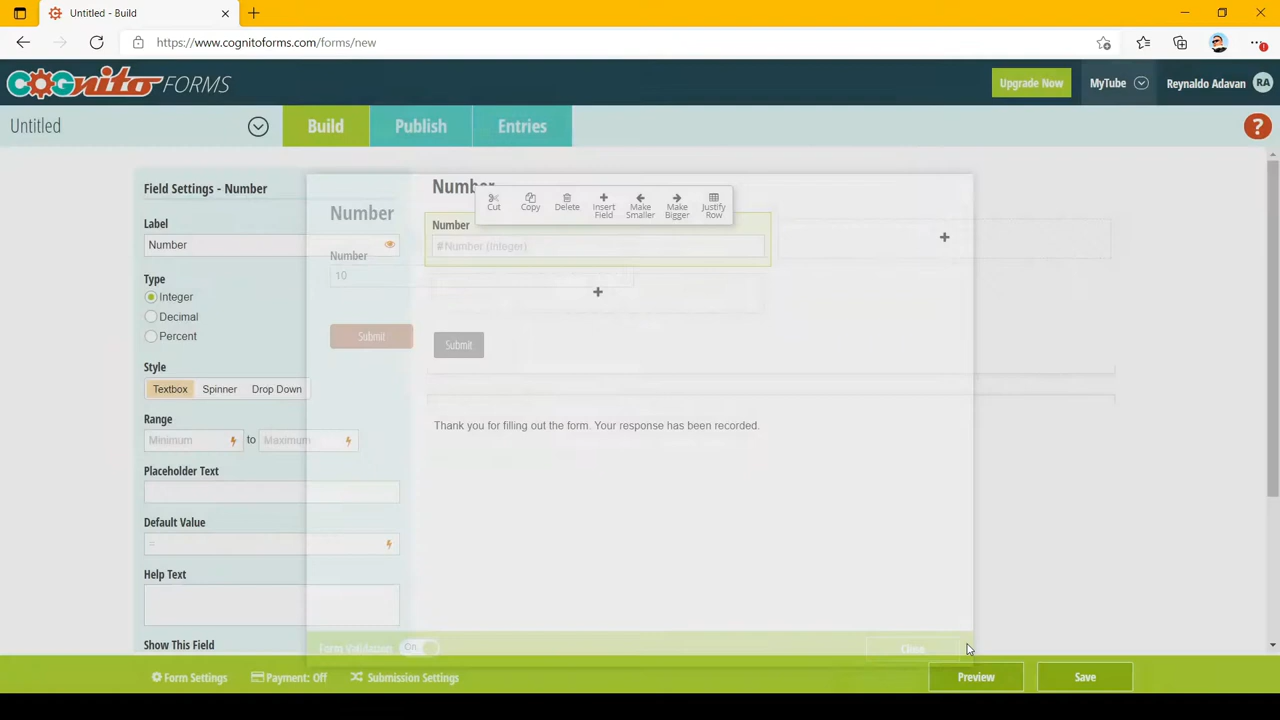 Untitled - Build
https://www.cognitoforms.com/forms/new
COGnito FORMS
Upgrade Now
MyTube
Reynaldo Adavan
RA
Untitled
Build
Publish
Entries
?
Field Settings - Number
Number
Cut
Copy
Delete
Insert Field
Make Smaller
Make Bigger
Justify Row
Label
Number
Number
Number
#Number (Integer)
Number
10
Type
Integer
Decimal
Percent
Submit
Submit
Style
Textbox
Spinner
Drop Down
Range
Minimum
to
Maximum
Thank you for filling out the form. Your response has been recorded.
Placeholder Text
Default Value
=
Help Text
Show This Field
Form Validation
On
Close
Form Settings
Payment: Off
Submission Settings
Preview
Save